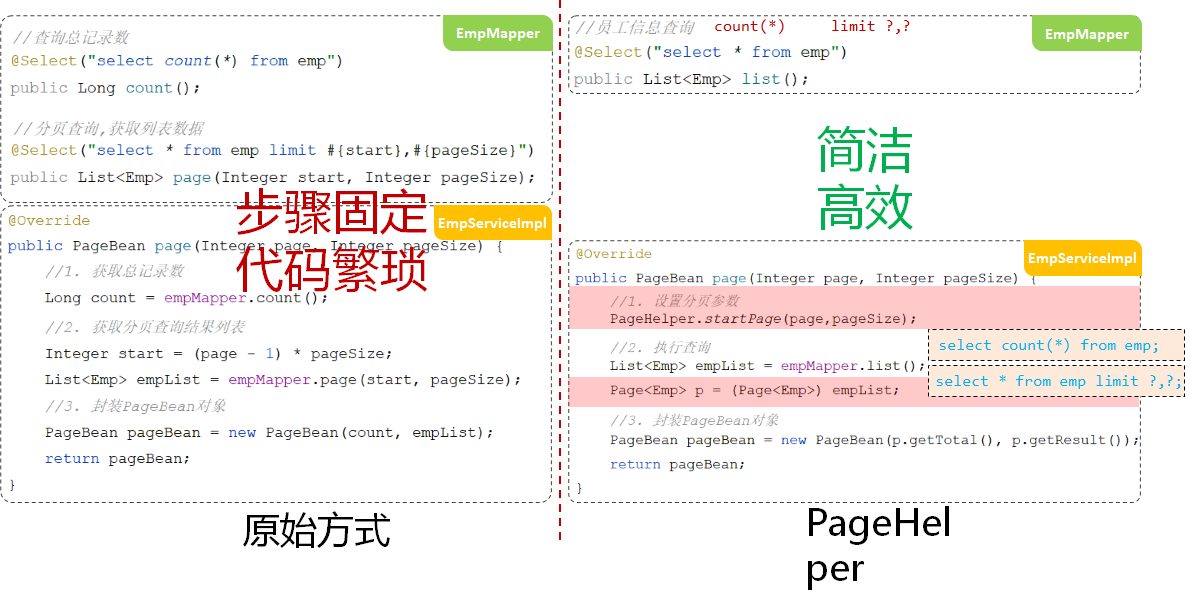 //查询总记录数
EmpMapper
@Select("select count(*) from emp")
public Long count();
//分页查询,获取列表数据
@Select("select * from emp limit #{start},#{pageSize}")
public List<Emp> page(Integer start, Integer pageSize);
步骤固定
代码繁琐
@Override
EmpServiceImpl
public PageBean page(Integer page, Integer pageSize) {
//1. 获取总记录数
Long count = empMapper.count();
//2. 获取分页查询结果列表
Integer start = (page - 1) * pageSize;
List<Emp> empList = empMapper.page(start, pageSize);
//3. 封装PageBean对象
PageBean pageBean = new PageBean(count, empList);
return pageBean;
}
原始方式
//员工信息查询 count(*) limit ?,?
EmpMapper
@Select("select * from emp")
public List<Emp> list();
简洁
高效
@Override
EmpServiceImpl
public PageBean page(Integer page, Integer pageSize) {
//1. 设置分页参数
PageHelper.startPage(page,pageSize);
//2. 执行查询
List<Emp> empList = empMapper.list();
select count(*) from emp;
select * from emp limit ?,?;
Page<Emp> p = (Page<Emp>) empList;
//3. 封装PageBean对象
PageBean pageBean = new PageBean(p.getTotal(), p.getResult());
return pageBean;
}
PageHel
per